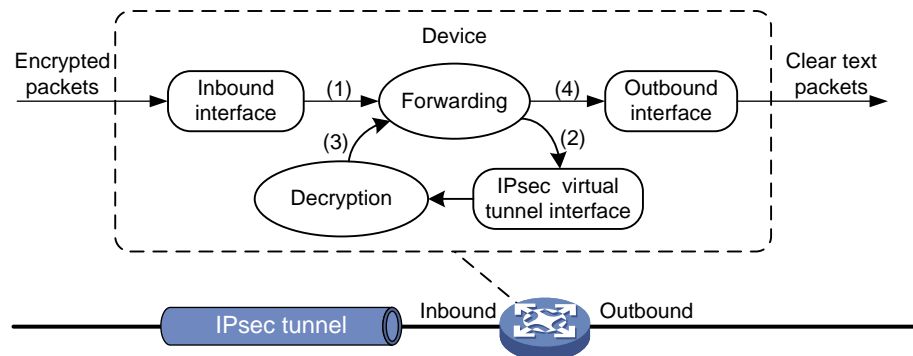 Device
Encrypted
packets
Inbound
interface
(1)
Forwarding
(4)
Outbound
interface
Clear text
packets
(3)
(2)
Decryption
IPsec virtual
tunnel interface
IPsec tunnel
Inbound
Outbound